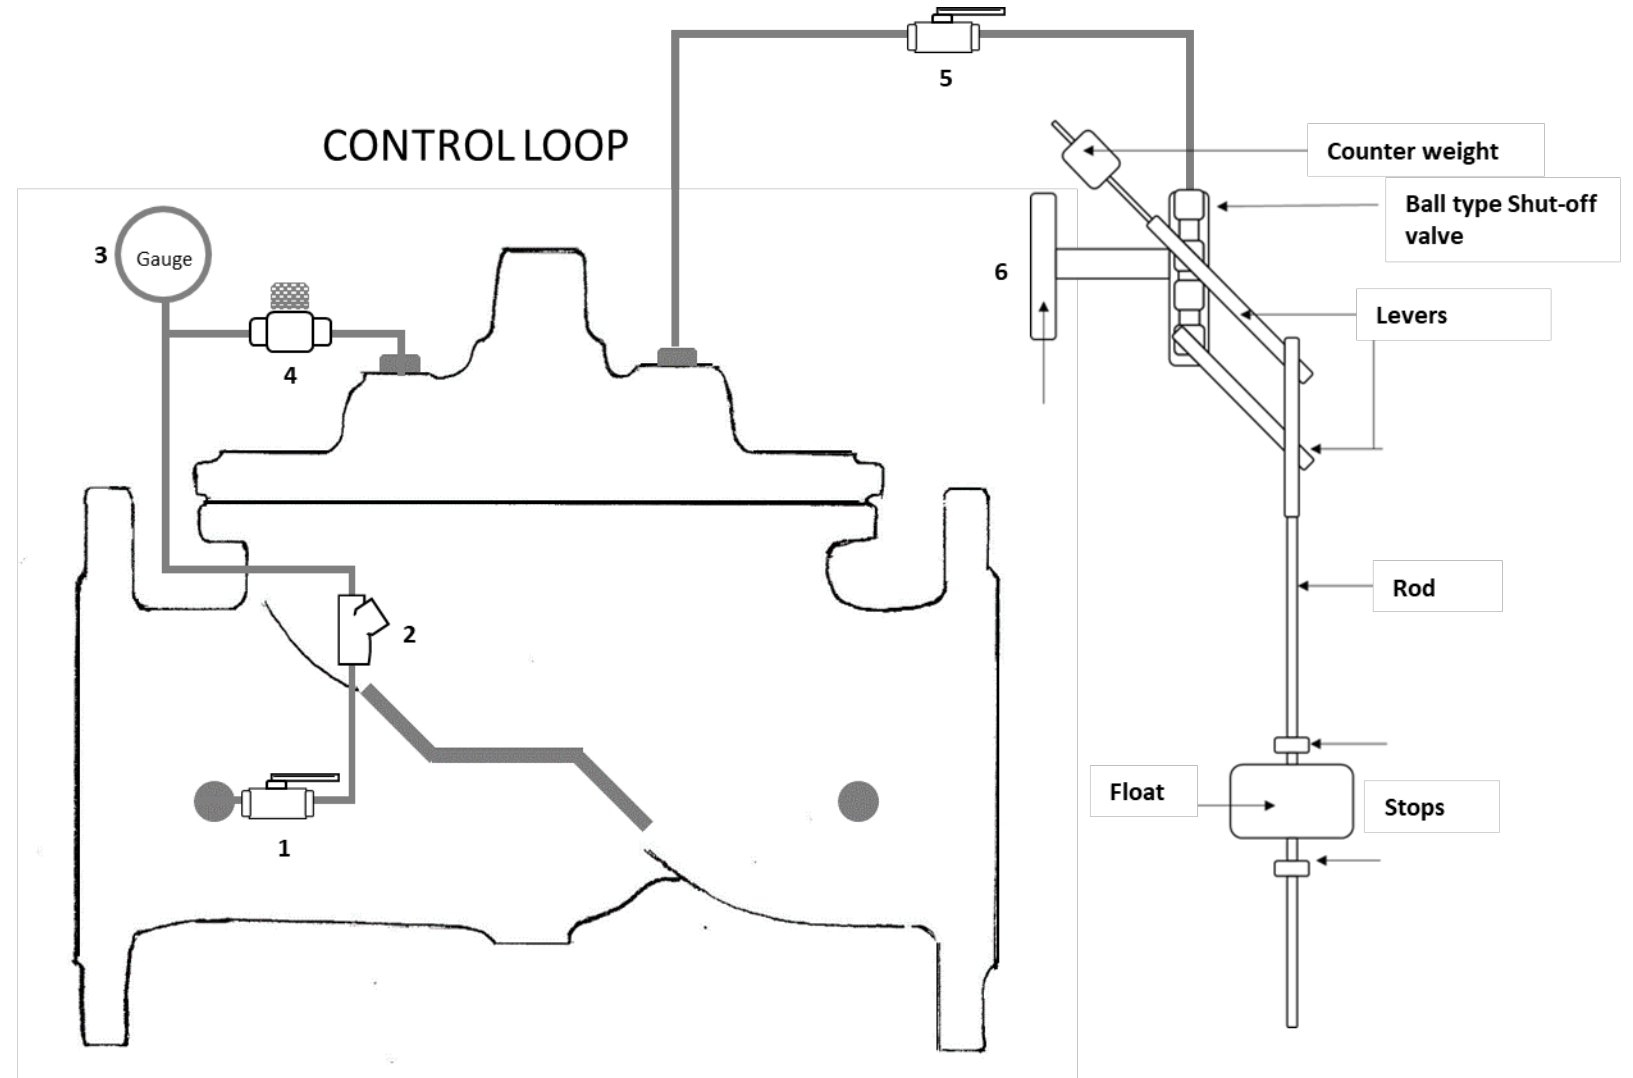 5
CONTROL LOOP
Counter weight
Ball type Shut-off
valve
3
Gauge
6
Levers
4
Rod
2
Float
Stops
1